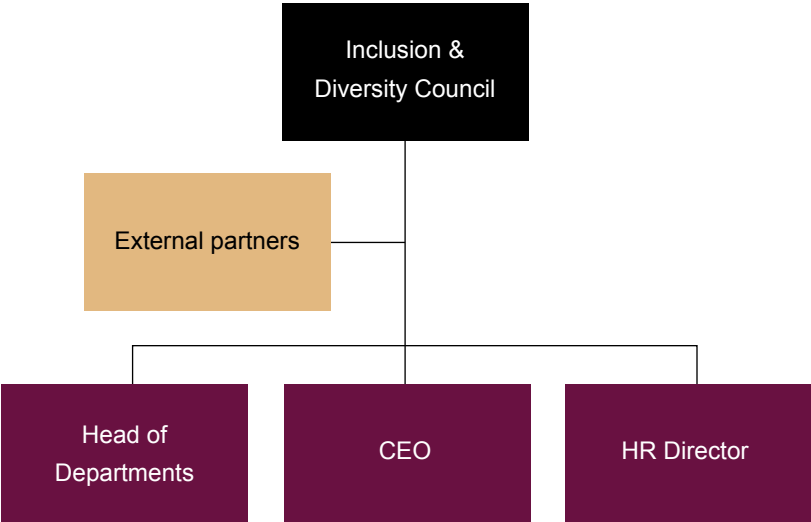 Inclusion &
Diversity Council
External partners
Head of
Departments
CEO
HR Director